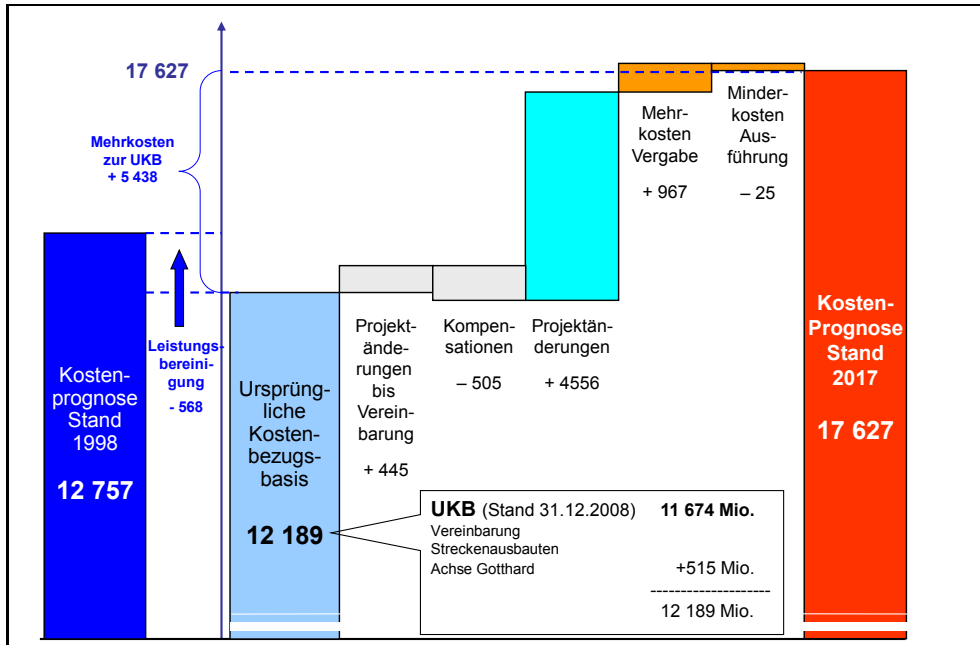 17 627
Mehrkosten
zur UKB
+ 5 438
Kosten-
prognose
Stand
1998
12 757
Leistungs-
bereini-
gung
- 568
Ursprüng-
liche
Kosten-
bezugs-
basis
12 189
Projekt-
ände-
rungen
bis
Verein-
barung
+ 445
Kompen-
sationen
– 505
Projektän-
derungen
+ 4556
Mehr-
kosten
Vergabe
+ 967
Minder-
kosten
Aus-
führung
– 25
Kosten-
Prognose
Stand
2017
17 627
UKB (Stand 31.12.2008) 11 674 Mio.
Vereinbarung
Streckenausbauten
Achse Gotthard +515 Mio.
--------------------
12 189 Mio.